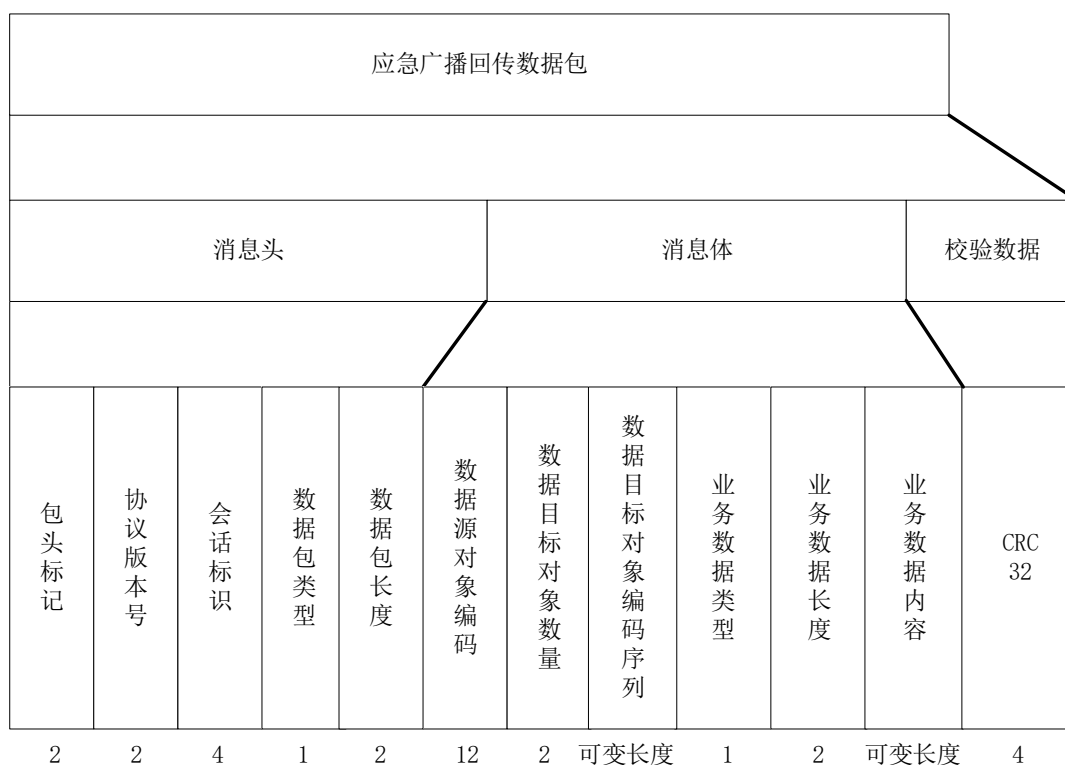 应急广播回传数据包
消息头
消息体
校验数据
包头标记
协议版本号
会话标识
数据包类型
数据包长度
数据源对象编码
数据目标对象数量
数据目标对象编码序列
业务数据类型
业务数据长度
业务数据内容
CRC
32
2
2
4
1
2
12
2
可变长度
1
2
可变长度
4